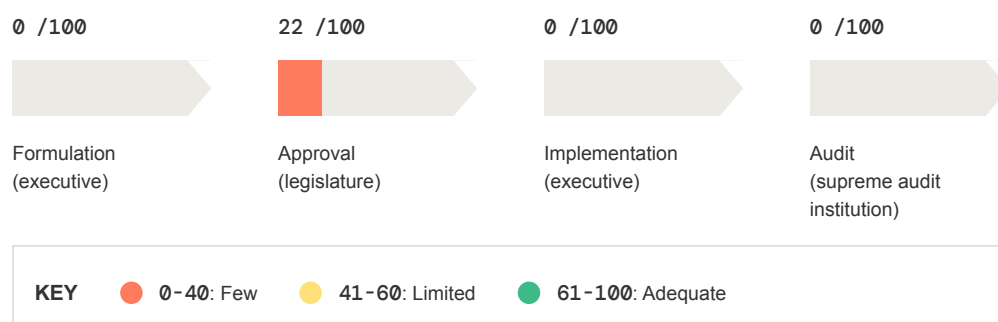 0 /100
22 /100
0 /100
0 /100
Formulation
(executive)
Approval
(legislature)
Implementation
(executive)
Audit
(supreme audit
institution)
KEY 0-40: Few 41-60: Limited 61-100: Adequate